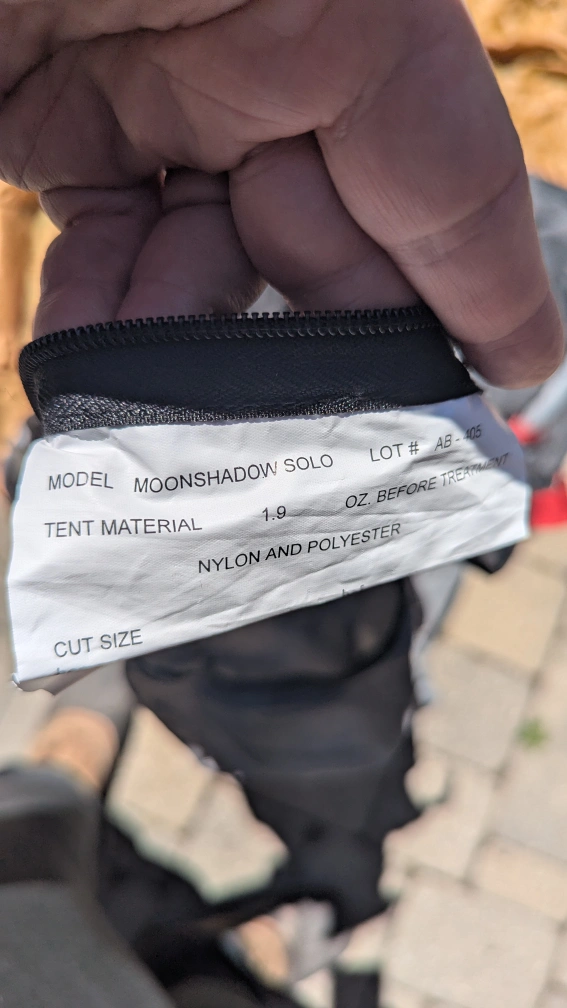 MODEL MOONSHADOW SOLO LOT # AB - 405
TENT MATERIAL 1.9 OZ. BEFORE TREATMENT
NYLON AND POLYESTER
CUT SIZE